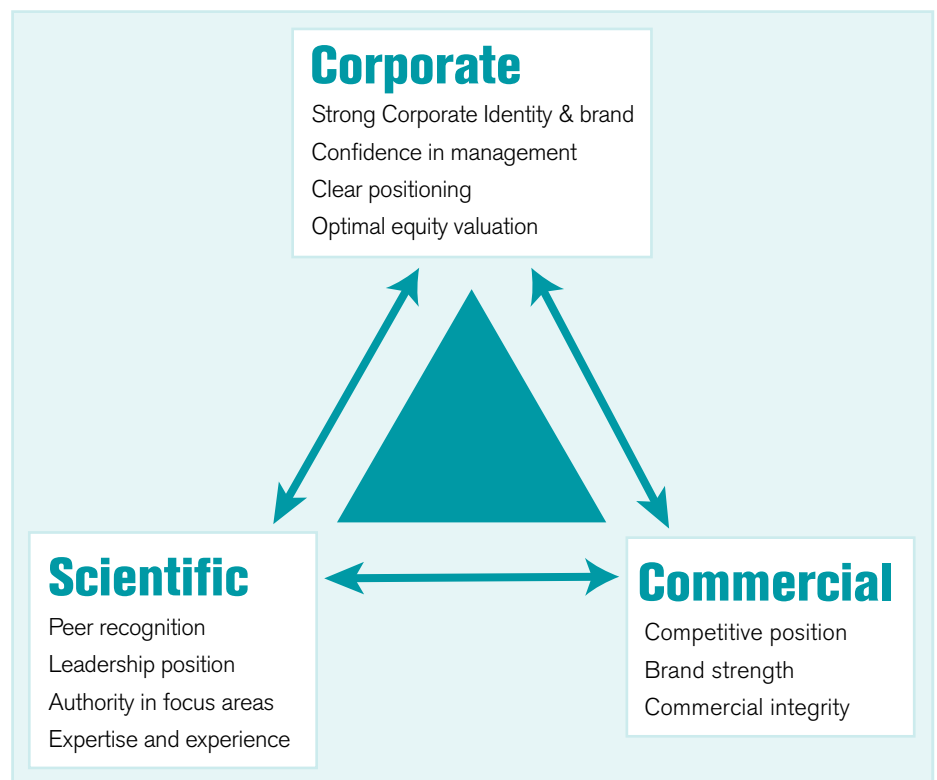 Corporate
Strong Corporate Identity & brand
Confidence in management
Clear positioning
Optimal equity valuation
Scientific
Peer recognition
Leadership position
Authority in focus areas
Expertise and experience
Commercial
Competitive position
Brand strength
Commercial integrity